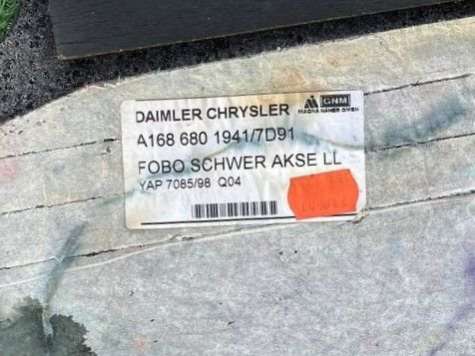 DAIMLER CHRYSLER
GNM
A168 680 1941/7D91
FOBO SCHWER AKSE LL
YAP 7085/98 Q04